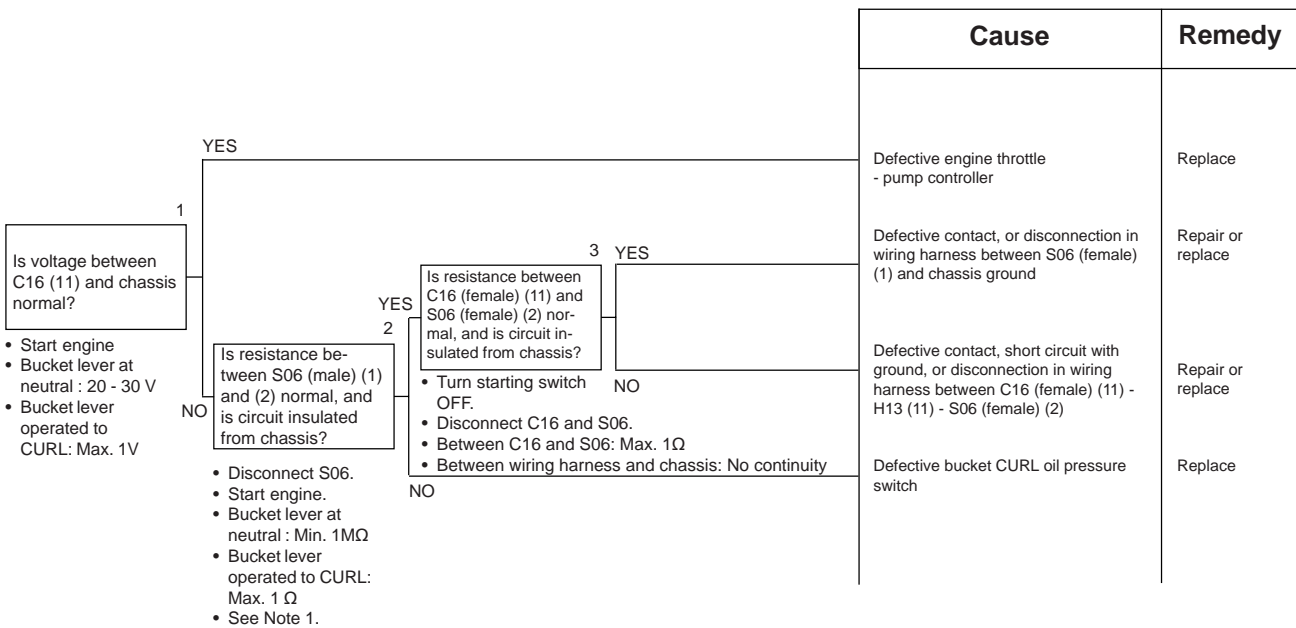 Cause
Remedy
YES
Defective engine throttle
- pump controller
Replace
1
Is voltage between
C16 (11) and chassis
normal?
• Start engine
• Bucket lever at
neutral : 20 - 30 V
• Bucket lever
operated to
CURL: Max. 1V
NO
2
Is resistance be-
tween S06 (male) (1)
and (2) normal, and
is circuit insulated
from chassis?
• Disconnect S06.
• Start engine.
• Bucket lever at
neutral : Min. 1MΩ
• Bucket lever
operated to CURL:
Max. 1 Ω
• See Note 1.
YES
3
Is resistance between
C16 (female) (11) and
S06 (female) (2) nor-
mal, and is circuit in-
sulated from chassis?
• Turn starting switch
OFF.
• Disconnect C16 and S06.
• Between C16 and S06: Max. 1Ω
• Between wiring harness and chassis: No continuity
YES
Defective contact, or disconnection in
wiring harness between S06 (female)
(1) and chassis ground
Repair or
replace
NO
Defective contact, short circuit with
ground, or disconnection in wiring
harness between C16 (female) (11) -
H13 (11) - S06 (female) (2)
Repair or
replace
NO
Defective bucket CURL oil pressure
switch
Replace